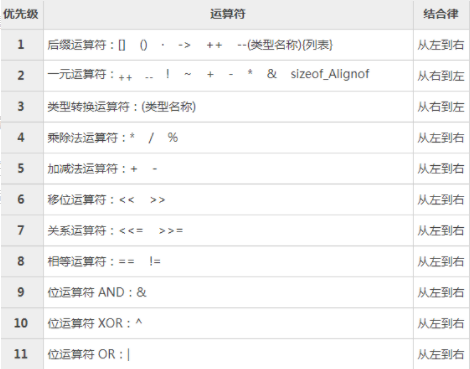 优先级 运算符 结合律
1 后缀运算符：[] () · -> ++ --(类型名称){列表} 从左到右
2 一元运算符：++ -- ! ~ + - * & sizeof_Alignof 从右到左
3 类型转换运算符：(类型名称) 从右到左
4 乘除法运算符：* / % 从左到右
5 加减法运算符：+ - 从左到右
6 移位运算符：<< >> 从左到右
7 关系运算符：<<= >>= 从左到右
8 相等运算符：== != 从左到右
9 位运算符 AND：& 从左到右
10 位运算符 XOR：^ 从左到右
11 位运算符 OR：| 从左到右